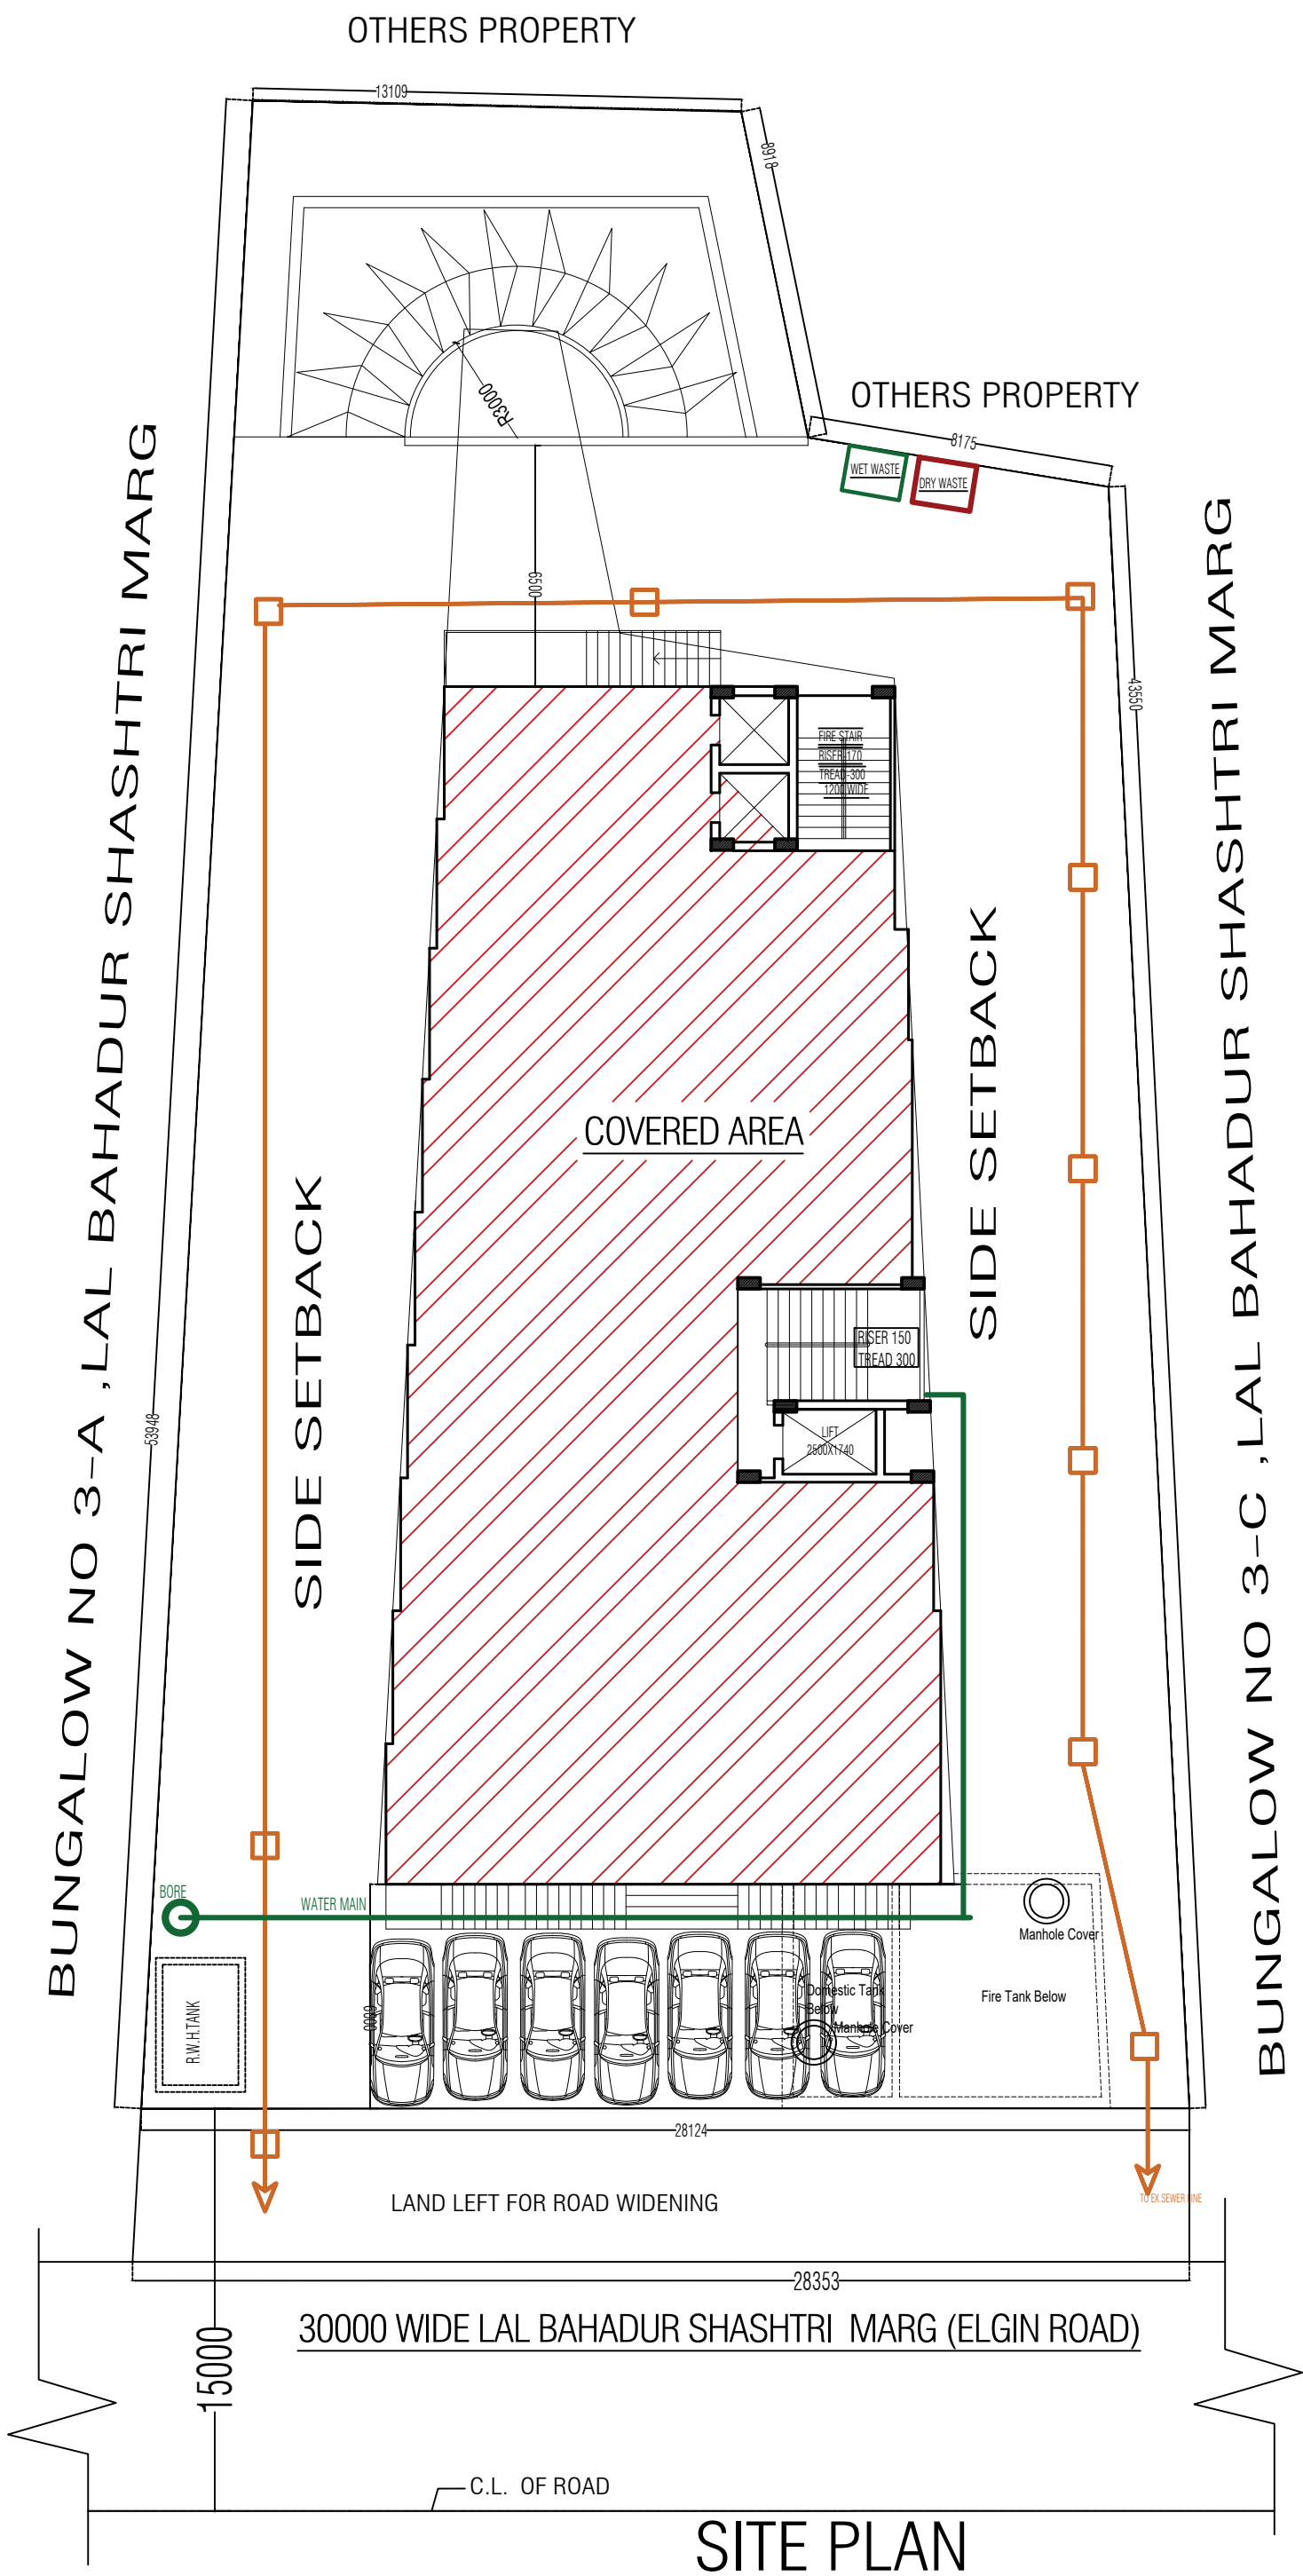 OTHERS PROPERTY
13109
8918
OTHERS PROPERTY
8175
WET WASTE
DRY WASTE
R3000
6500
43550
FIRE STAIR
RISER-170
TREAD-300
1200 WIDE
BUNGALOW NO 3-A ,LAL BAHADUR SHASHTRI MARG
BUNGALOW NO 3-C ,LAL BAHADUR SHASHTRI MARG
SIDE SETBACK
SIDE SETBACK
COVERED AREA
RISER 150
TREAD 300
LIFT
2500X1740
53948
BORE
WATER MAIN
Manhole Cover
R.W.H.TANK
6000
Domestic Tank
Below
Manhole Cover
Fire Tank Below
28124
LAND LEFT FOR ROAD WIDENING
TO EX.SEWER LINE
28353
30000 WIDE LAL BAHADUR SHASHTRI MARG (ELGIN ROAD)
15000
C.L. OF ROAD
SITE PLAN